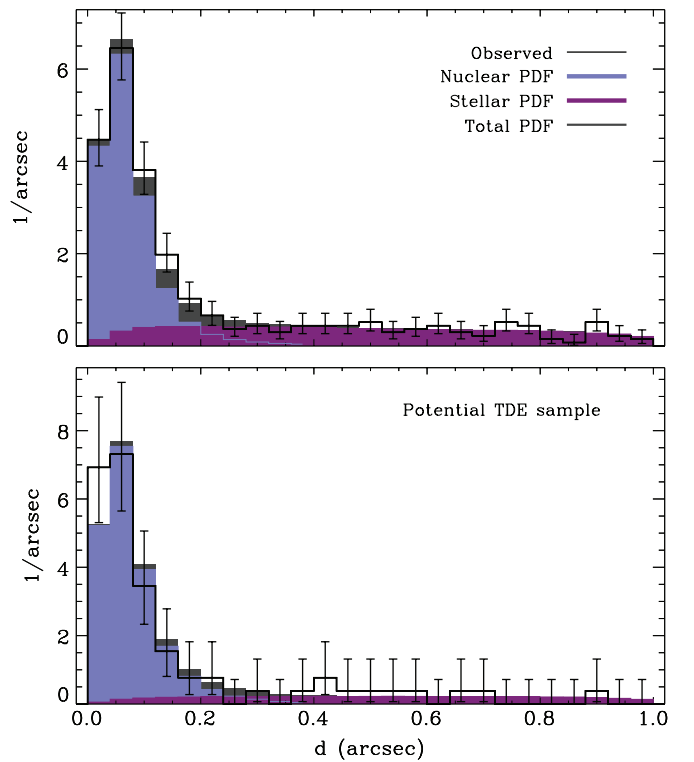 Observed
Nuclear PDF
Stellar PDF
Total PDF
6
4
2
0
1/arcsec
Potential TDE sample
8
6
4
2
0
1/arcsec
0.0 0.2 0.4 0.6 0.8 1.0
d (arcsec)